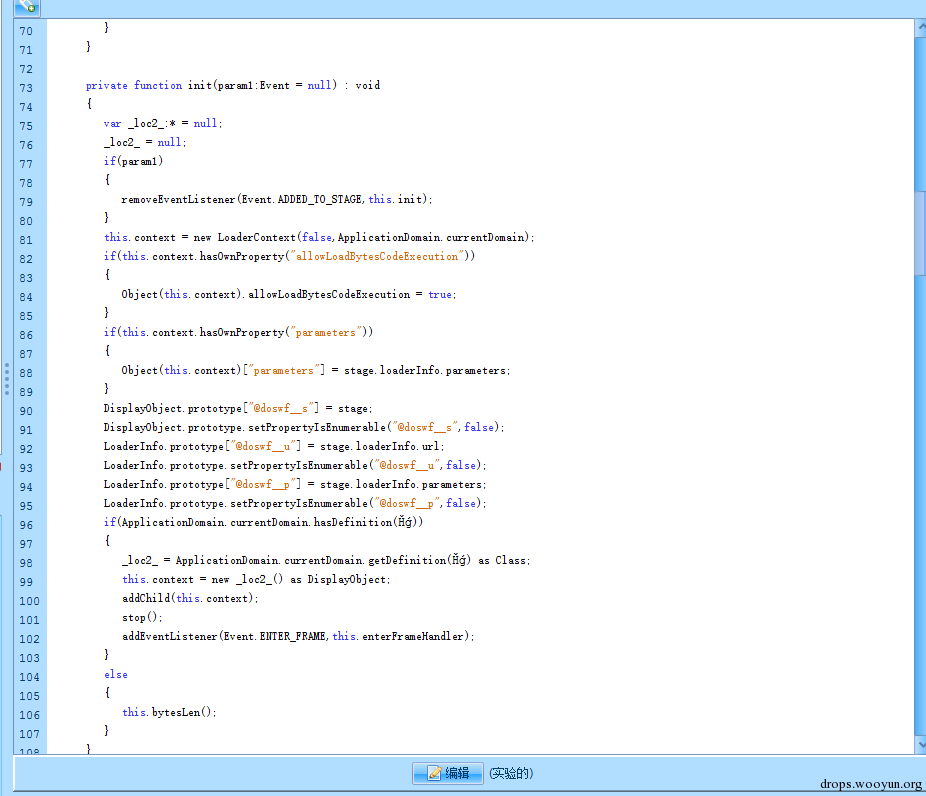 70 }
71 }
72
73 private function init(param1:Event = null) : void
74 {
75 var _loc2_:* = null;
76 _loc2_ = null;
77 if(param1)
78 {
79 removeEventListener(Event.ADDED_TO_STAGE,this.init);
80 }
81 this.context = new LoaderContext(false,ApplicationDomain.currentDomain);
82 if(this.context.hasOwnProperty("allowLoadBytesCodeExecution"))
83 {
84 Object(this.context).allowLoadBytesCodeExecution = true;
85 }
86 if(this.context.hasOwnProperty("parameters"))
87 {
88 Object(this.context)["parameters"] = stage.loaderInfo.parameters;
89 }
90 DisplayObject.prototype["@doswf__s"] = stage;
91 DisplayObject.prototype.setPropertyIsEnumerable("@doswf__s",false);
92 LoaderInfo.prototype["@doswf__u"] = stage.loaderInfo.url;
93 LoaderInfo.prototype.setPropertyIsEnumerable("@doswf__u",false);
94 LoaderInfo.prototype["@doswf__p"] = stage.loaderInfo.parameters;
95 LoaderInfo.prototype.setPropertyIsEnumerable("@doswf__p",false);
96 if(ApplicationDomain.currentDomain.hasDefinition(Ȟǵ))
97 {
98 _loc2_ = ApplicationDomain.currentDomain.getDefinition(Ȟǵ) as Class;
99 this.context = new _loc2_() as DisplayObject;
100 addChild(this.context);
101 stop();
102 addEventListener(Event.ENTER_FRAME,this.enterFrameHandler);
103 }
104 else
105 {
106 this.bytesLen();
107 }
108 }
编辑 (实验的)
drops.wooyun.org